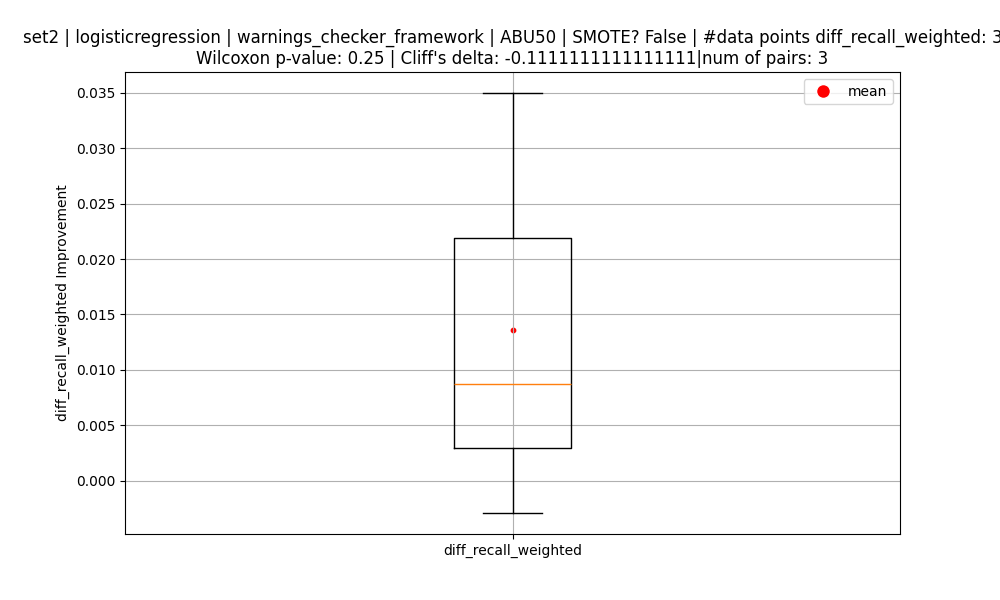 set2 | logisticregression | warnings_checker_framework | ABU50 | SMOTE? False | #data points diff_recall_weighted: 3
Wilcoxon p-value: 0.25 | Cliff's delta: -0.1111111111111111|num of pairs: 3
mean
0.035
0.030
0.025
0.020
0.015
0.010
0.005
0.000
diff_recall_weighted Improvement
diff_recall_weighted